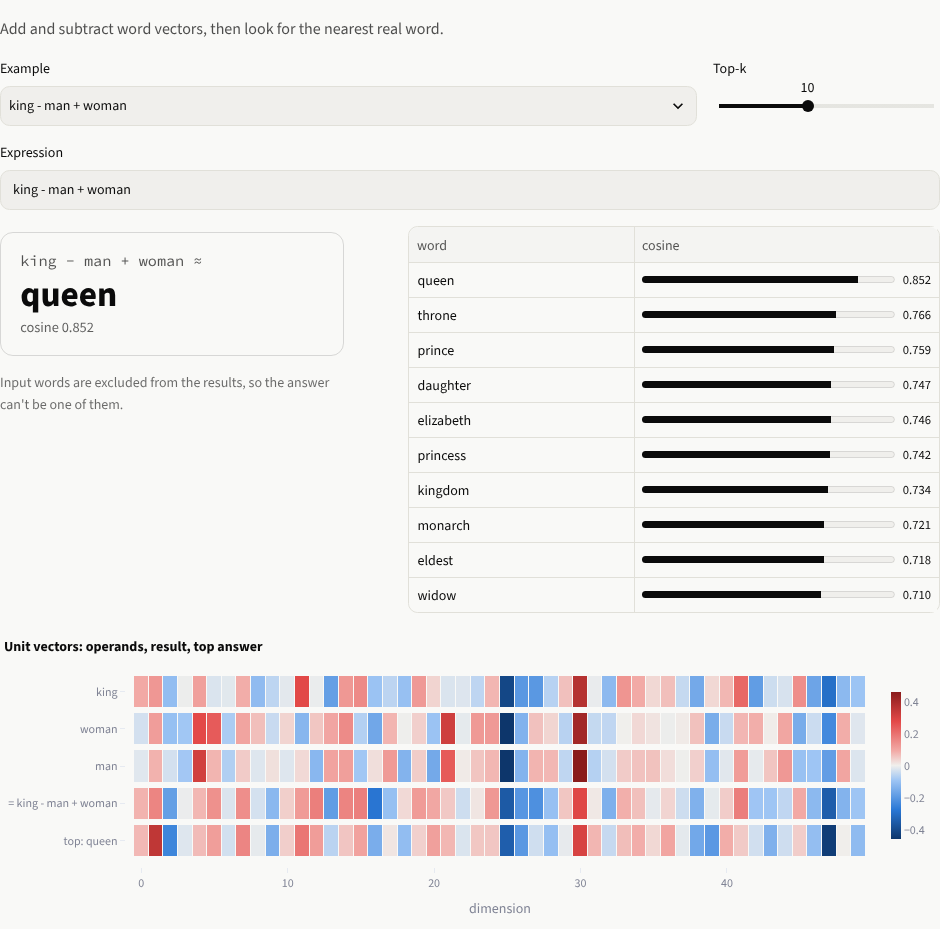 Add and subtract word vectors, then look for the nearest real word.
Example
Top-k
king - man + woman
10
Expression
king - man + woman
king − man + woman ≈
queen
cosine 0.852
Input words are excluded from the results, so the answer
can't be one of them.
word cosine
queen 0.852
throne 0.766
prince 0.759
daughter 0.747
elizabeth 0.746
princess 0.742
kingdom 0.734
monarch 0.721
eldest 0.718
widow 0.710
Unit vectors: operands, result, top answer
king
woman
man
= king - man + woman
top: queen
0.4
0.2
0
−0.2
−0.4
0 10 20 30 40
dimension